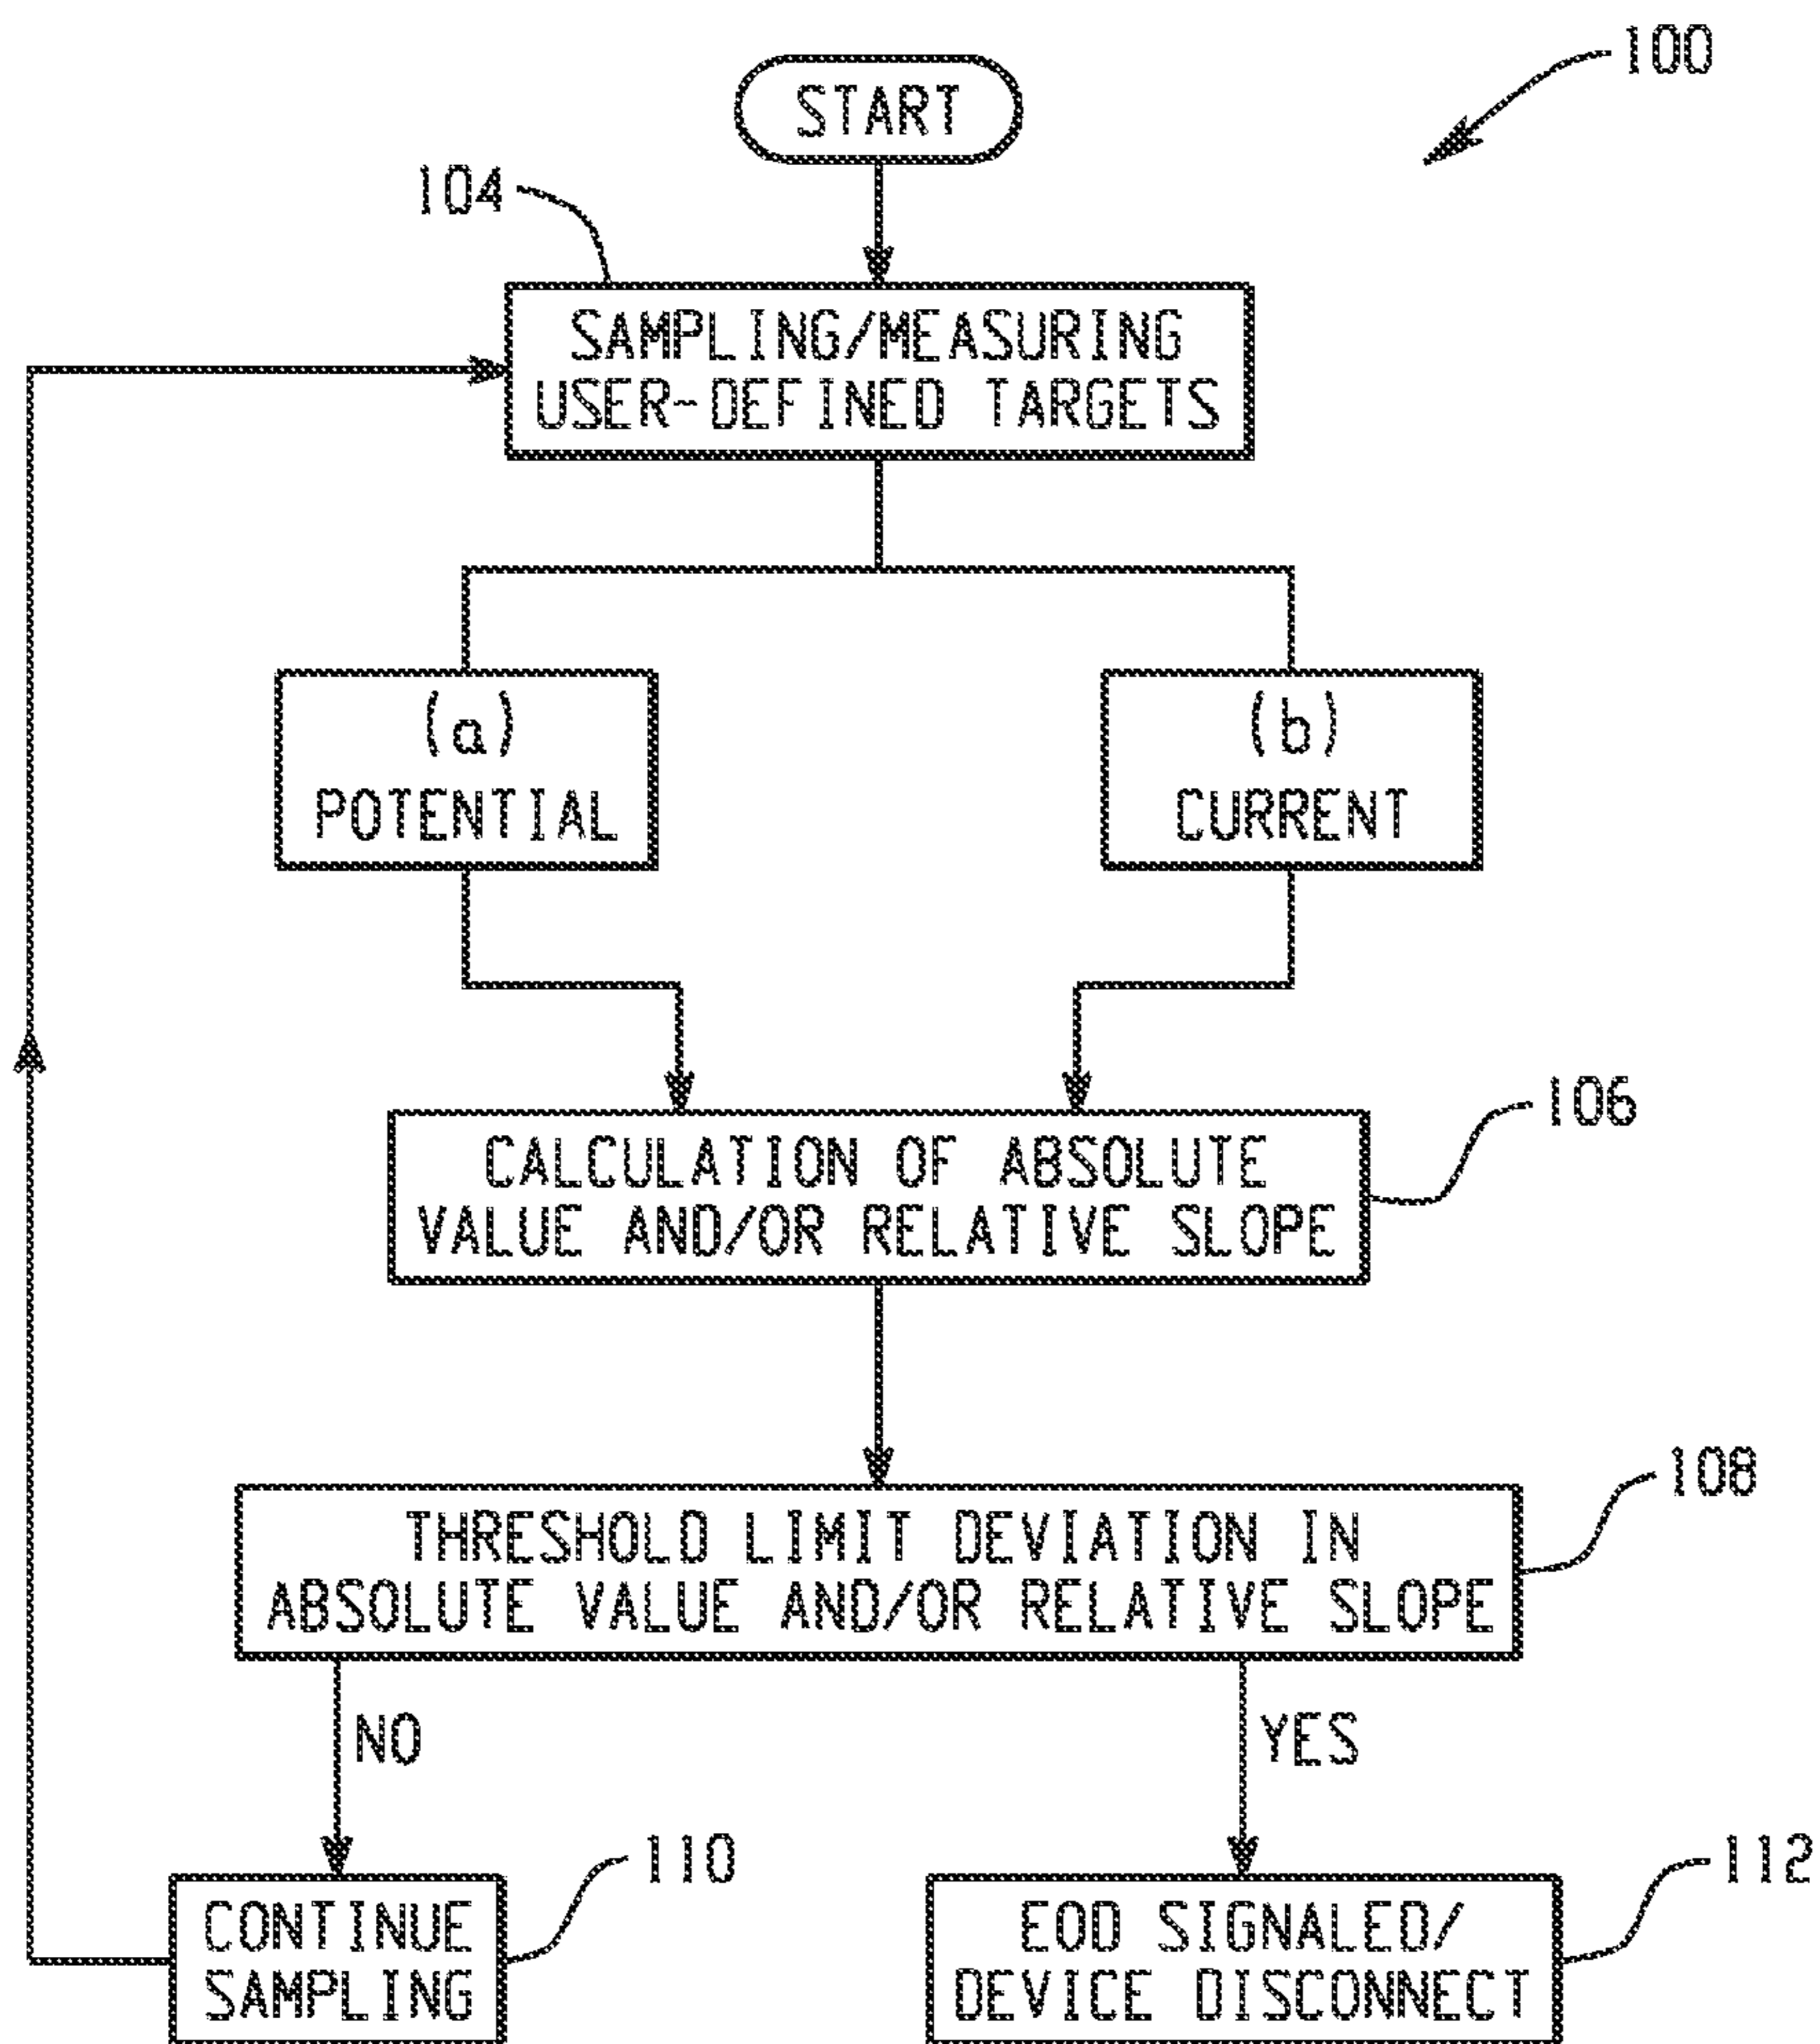 100
START
104
SAMPLING/MEASURING
USER-DEFINED TARGETS
(a)
POTENTIAL
(b)
CURRENT
106
CALCULATION OF ABSOLUTE
VALUE AND/OR RELATIVE SLOPE
108
THRESHOLD LIMIT DEVIATION IN
ABSOLUTE VALUE AND/OR RELATIVE SLOPE
NO
YES
110
CONTINUE
SAMPLING
112
EOD SIGNALED/
DEVICE DISCONNECT